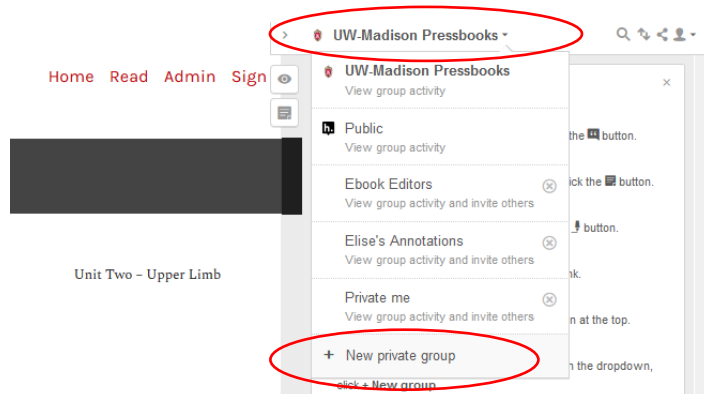 UW-Madison Pressbooks
Home Read Admin Sign
UW-Madison Pressbooks
View group activity
h. Public
View group activity
the button.
Ebook Editors
ick the button.
View group activity and invite others
button.
Elise's Annotations
View group activity and invite others
nk.
Unit Two – Upper Limb
Private me
View group activity and invite others
n at the top.
+ New private group
n the dropdown,
click + New group